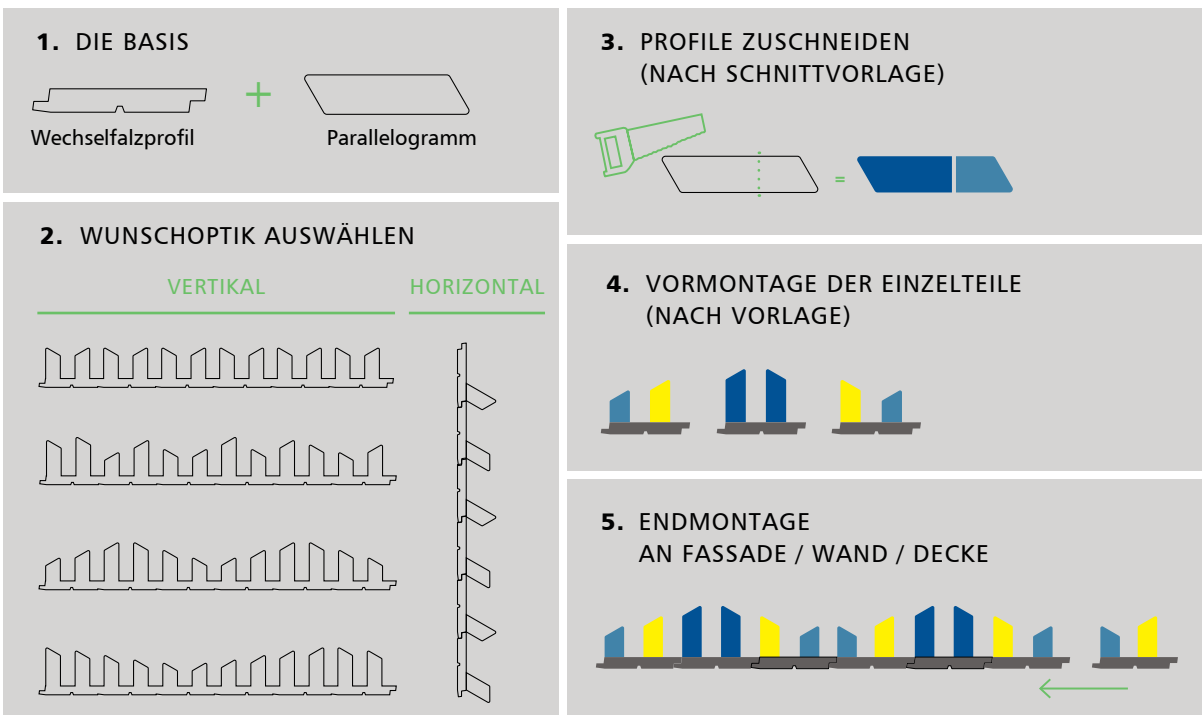 1. DIE BASIS
+
Wechselfalzprofil
Parallelogramm
2. WUNSCHOPTIK AUSWÄHLEN
VERTIKAL
HORIZONTAL
3. PROFILE ZUSCHNEIDEN
(NACH SCHNITTVORLAGE)
=
4. VORMONTAGE DER EINZELTEILE
(NACH VORLAGE)
5. ENDMONTAGE
AN FASSADE / WAND / DECKE